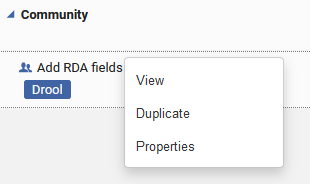 Community
Add RDA fields
Drool
View
Duplicate
Properties